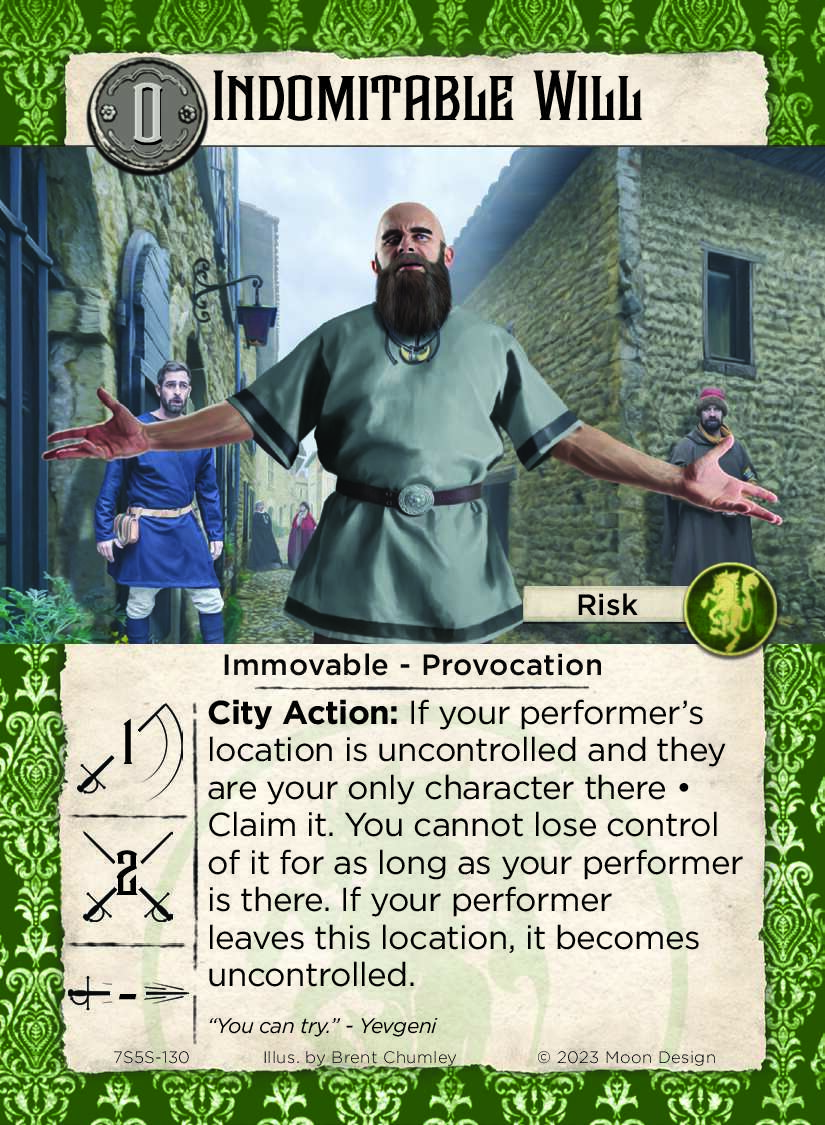 0
INDOMITABLE WILL
Risk
Immovable - Provocation
1
2
-
City Action: If your performer's
location is uncontrolled and they
are your only character there •
Claim it. You cannot lose control
of it for as long as your performer
is there. If your performer
leaves this location, it becomes
uncontrolled.
“You can try.” - Yevgeni
7S5S-130 Illus. by Brent Chumley © 2023 Moon Design